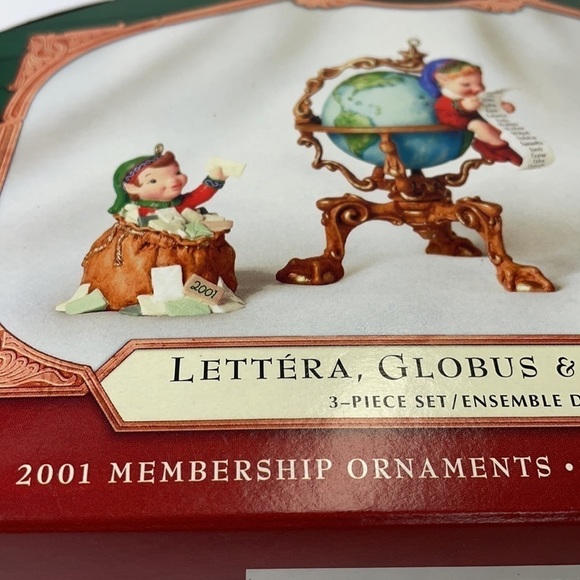 2001
LETTÉRA, GLOBUS &
3–PIECE SET/ENSEMBLE D
2001 MEMBERSHIP ORNAMENTS •